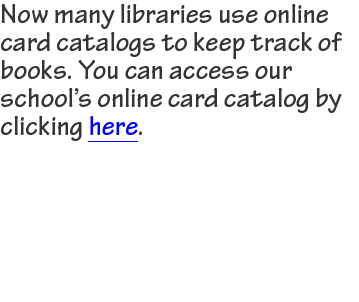 Now many libraries use online
card catalogs to keep track of
books. You can access our
school’s online card catalog by
clicking here.